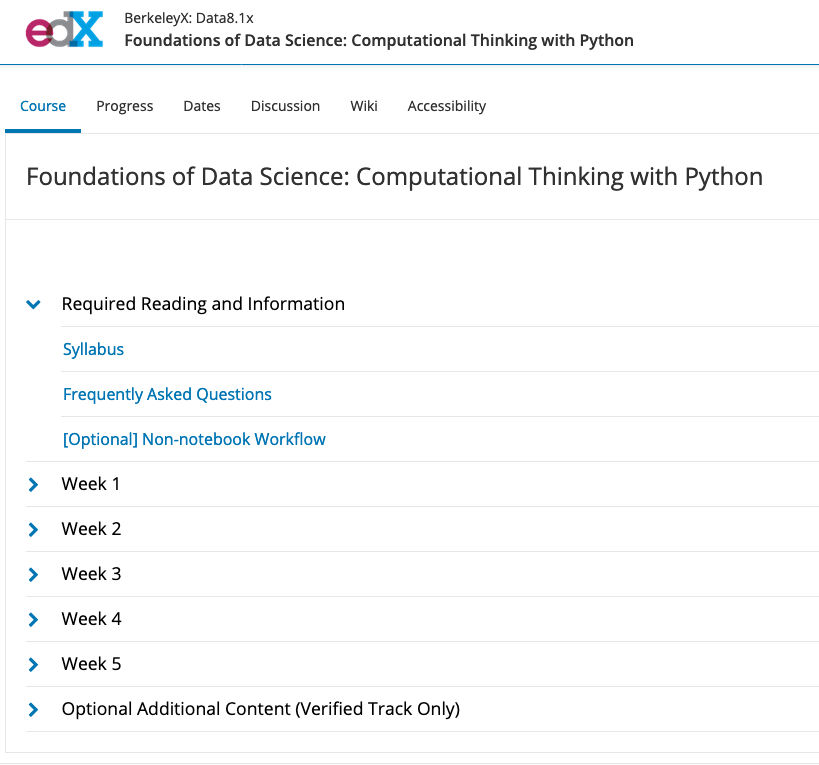 edX
BerkeleyX: Data8.1x
Foundations of Data Science: Computational Thinking with Python
Course Progress Dates Discussion Wiki Accessibility
Foundations of Data Science: Computational Thinking with Python
Required Reading and Information
Syllabus
Frequently Asked Questions
[Optional] Non-notebook Workflow
Week 1
Week 2
Week 3
Week 4
Week 5
Optional Additional Content (Verified Track Only)